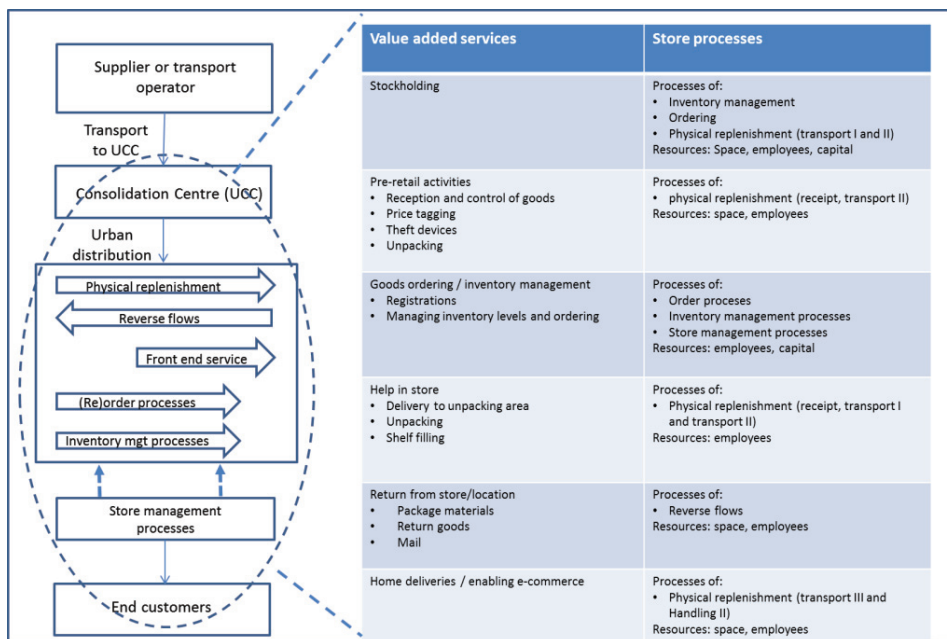 Supplier or transport
operator
Transport
to UCC
Consolidation Centre (UCC)
Urban
distribution
Physical replenishment
Reverse flows
Front end service
(Re)order processes
Inventory mgt processes
Store management
processes
End customers
Value added services
Store processes
Stockholding
Processes of:
• Inventory management
• Ordering
• Physical replenishment (transport I and II)
Resources: Space, employees, capital
Pre-retail activities
• Reception and control of goods
• Price tagging
• Theft devices
• Unpacking
Processes of:
• physical replenishment (receipt, transport II)
Resources: space, employees
Goods ordering / inventory management
• Registrations
• Managing inventory levels and ordering
Processes of:
• Order proceses
• Inventory management processes
• Store management processes
Resources: employees, capital
Help in store
• Delivery to unpacking area
• Unpacking
• Shelf filling
Processes of:
• Physical replenishment (receipt, transport I
and transport II)
Resources: employees
Return from store/location
• Package materials
• Return goods
• Mail
Processes of:
• Reverse flows
Resources: space, employees
Home deliveries / enabling e-commerce
Processes of:
• Physical replenishment (transport III and
Handling II)
Resources: space, employees